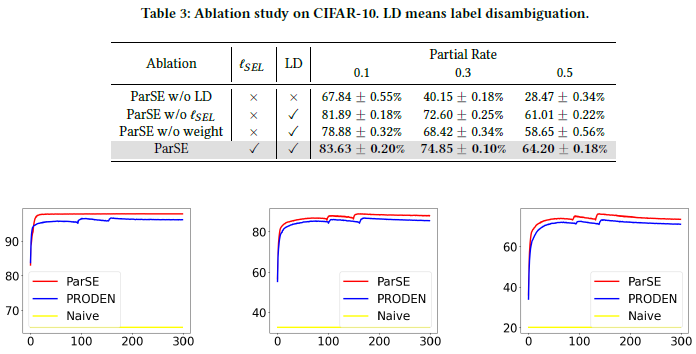 Table 3: Ablation study on CIFAR-10. LD means label disambiguation.
Ablation ℓSEL LD Partial Rate
0.1 0.3 0.5
ParSE w/o LD × × 67.84 ± 0.55% 40.15 ± 0.18% 28.47 ± 0.34%
ParSE w/o ℓSEL × ✓ 81.89 ± 0.18% 72.60 ± 0.25% 61.01 ± 0.22%
ParSE w/o weight × ✓ 78.88 ± 0.32% 68.42 ± 0.34% 58.65 ± 0.56%
ParSE ✓ ✓ 83.63 ± 0.20% 74.85 ± 0.10% 64.20 ± 0.18%
90
80
70
ParSE
PRODEN
Naive
0 100 200 300
80
60
40
ParSE
PRODEN
Naive
0 100 200 300
60
40
20
ParSE
PRODEN
Naive
0 100 200 300